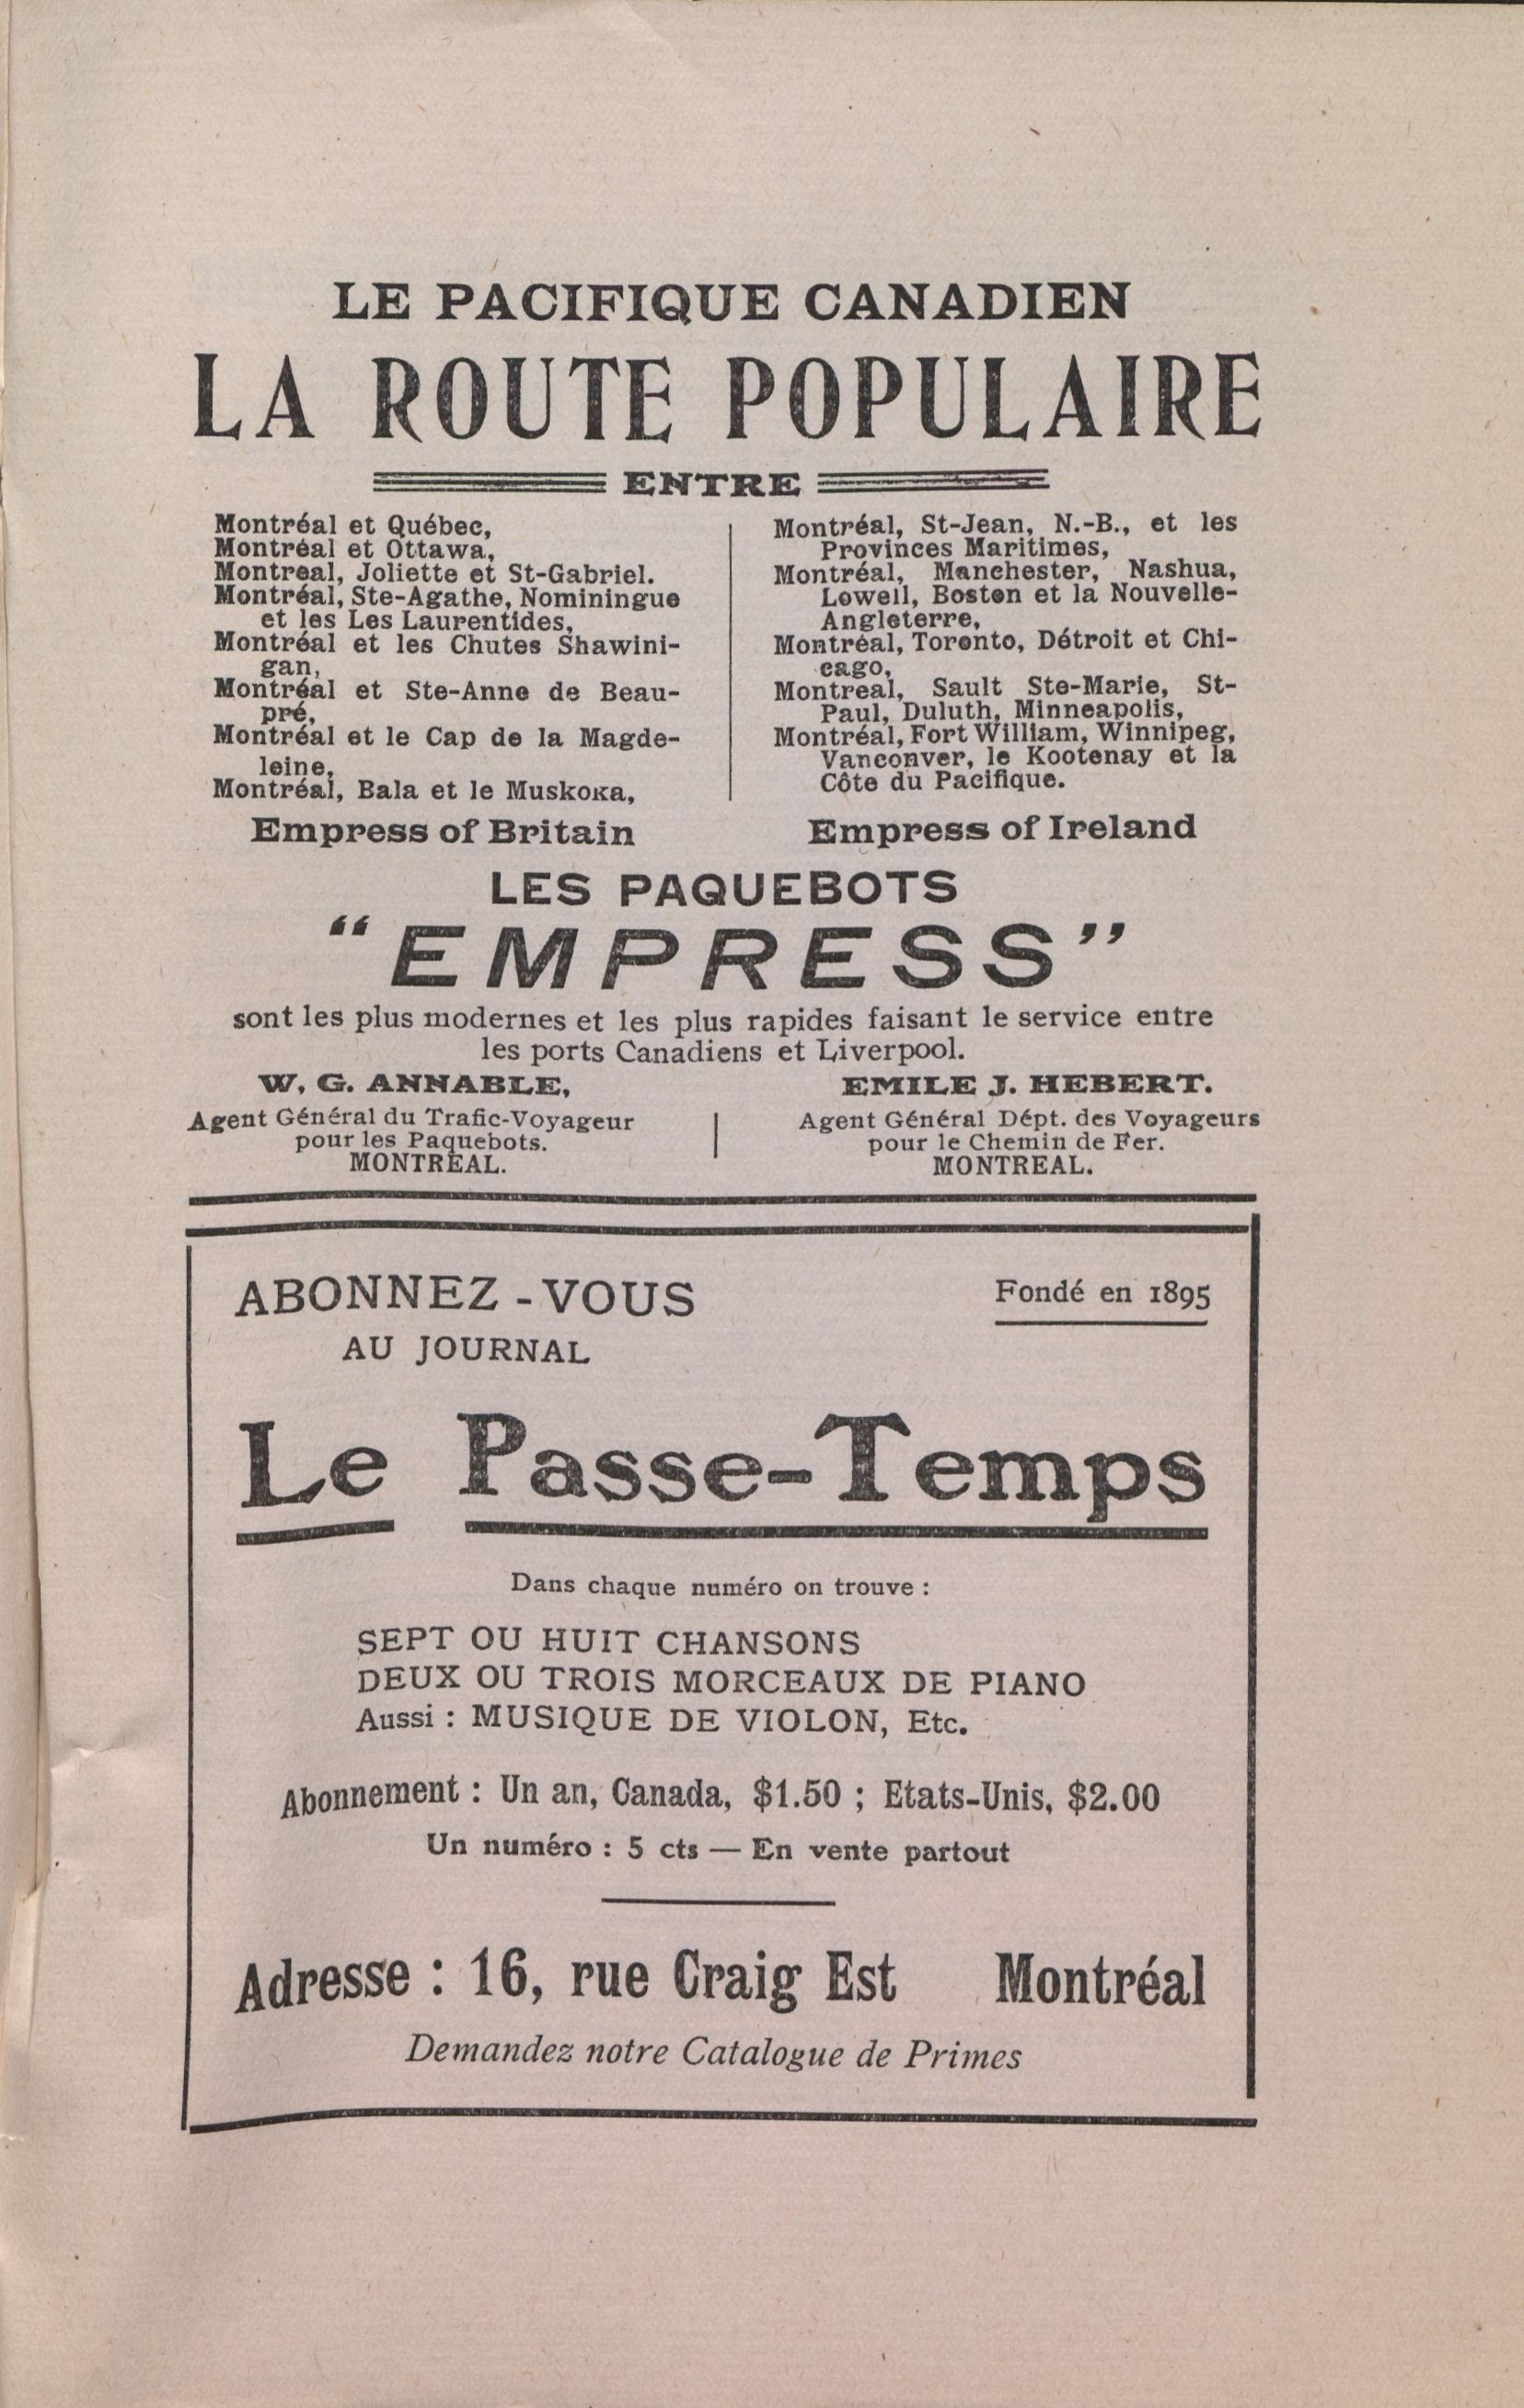 LE PACIFIQUE CANADIEN
LA ROUTE POPULAIRE
ENTRE
Montréal et Québec,
Montréal et Ottawa,
Montreal, Joliette et St-Gabriel.
Montréal, Ste-Agathe, Nominingue
et les Les Laurentides,
Montréal et les Chutes Shawini-
gan,
Montréal et Ste-Anne de Beau-
pré,
Montréal et le Cap de la Magde-
leine,
Montréal, Bala et le Muskoka,
Montréal, St-Jean, N.-B., et les
Provinces Maritimes,
Montréal, Manchester, Nashua,
Lowell, Boston et la Nouvelle-
Angleterre,
Montréal, Toronto, Détroit et Chi-
cago,
Montreal, Sault Ste-Marie, St-
Paul, Duluth, Minneapolis,
Montréal, Fort William, Winnipeg,
Vanconver, le Kootenay et la
Côte du Pacifique.
Empress of Britain
Empress of Ireland
LES PAQUEBOTS
“EMPRESS”
sont les plus modernes et les plus rapides faisant le service entre
les ports Canadiens et Liverpool.
W. G. ANNABLE,
Agent Général du Trafic-Voyageur
pour les Paquebots.
MONTREAL.
EMILE J. HEBERT.
Agent Général Dépt. des Voyageurs
pour le Chemin de Fer.
MONTREAL.
ABONNEZ-VOUS
Fondé en 1895
AU JOURNAL
Le Passe-Temps
Dans chaque numéro on trouve :
SEPT OU HUIT CHANSONS
DEUX OU TROIS MORCEAUX DE PIANO
Aussi : MUSIQUE DE VIOLON, Etc.
Abonnement : Un an, Canada, $1.50 ; Etats-Unis, $2.00
Un numéro : 5 cts — En vente partout
Adresse : 16, rue Craig Est Montréal
Demandez notre Catalogue de Primes